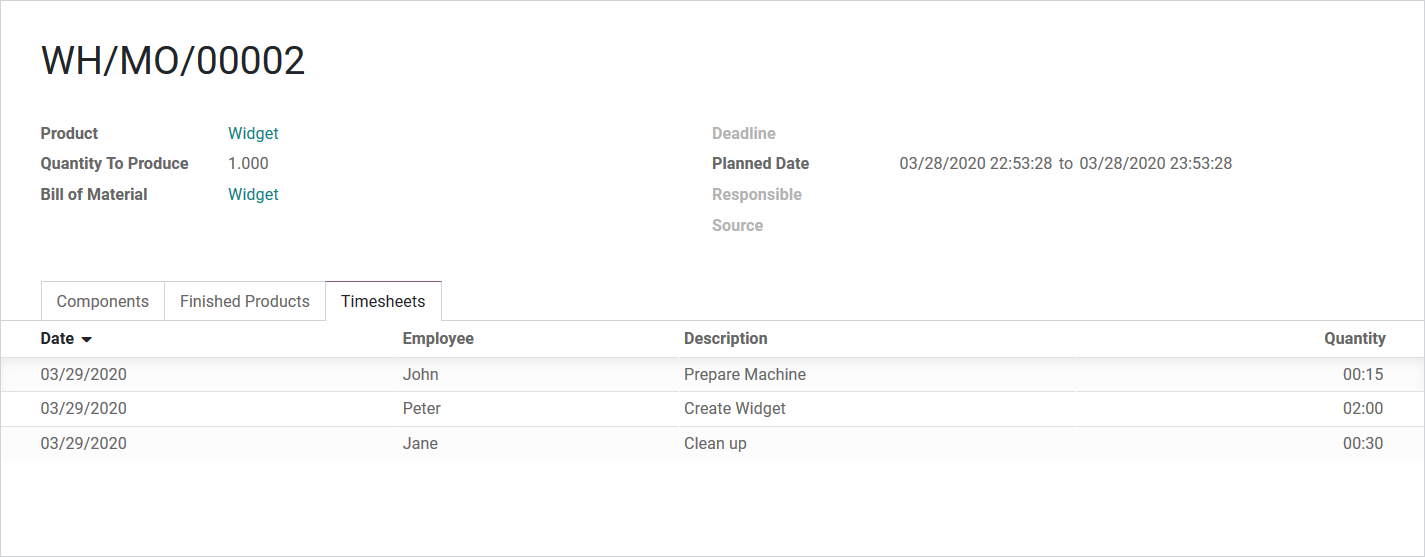 WH/MO/00002
Product Widget Deadline
Quantity To Produce 1.000 Planned Date 03/28/2020 22:53:28 to 03/28/2020 23:53:28
Bill of Material Widget Responsible
Source
Components Finished Products Timesheets
Date Employee Description Quantity
03/29/2020 John Prepare Machine 00:15
03/29/2020 Peter Create Widget 02:00
03/29/2020 Jane Clean up 00:30